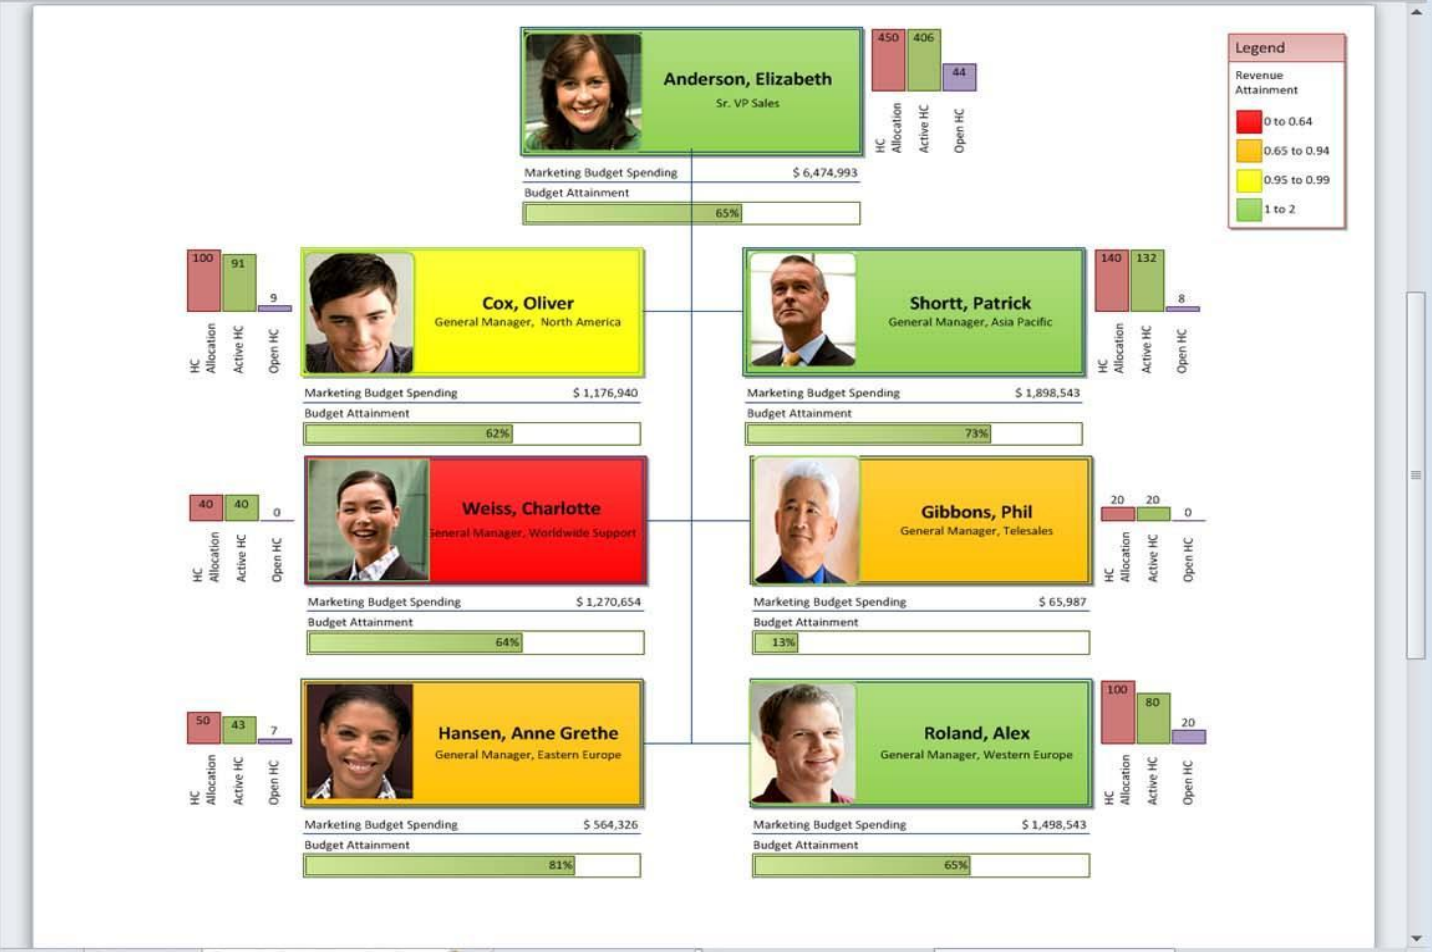 Anderson, Elizabeth
Sr. VP Sales
450 406 44
HC Allocation Active HC Open HC
Marketing Budget Spending $ 6,474,993
Budget Attainment
65%
Legend
Revenue
Attainment
0 to 0.64
0.65 to 0.94
0.95 to 0.99
1 to 2
100 91 9
HC Allocation Active HC Open HC
Cox, Oliver
General Manager, North America
Marketing Budget Spending $ 1,176,940
Budget Attainment
62%
Shortt, Patrick
General Manager, Asia Pacific
140 132 8
HC Allocation Active HC Open HC
Marketing Budget Spending $ 1,898,543
Budget Attainment
73%
40 40 0
HC Allocation Active HC Open HC
Weiss, Charlotte
General Manager, Worldwide Support
Marketing Budget Spending $ 1,270,654
Budget Attainment
64%
Gibbons, Phil
General Manager, Telesales
20 20 0
HC Allocation Active HC Open HC
Marketing Budget Spending $ 65,987
Budget Attainment
13%
50 43 7
HC Allocation Active HC Open HC
Hansen, Anne Grethe
General Manager, Eastern Europe
Marketing Budget Spending $ 564,326
Budget Attainment
81%
Roland, Alex
General Manager, Western Europe
100 80 20
HC Allocation Active HC Open HC
Marketing Budget Spending $ 1,498,543
Budget Attainment
65%